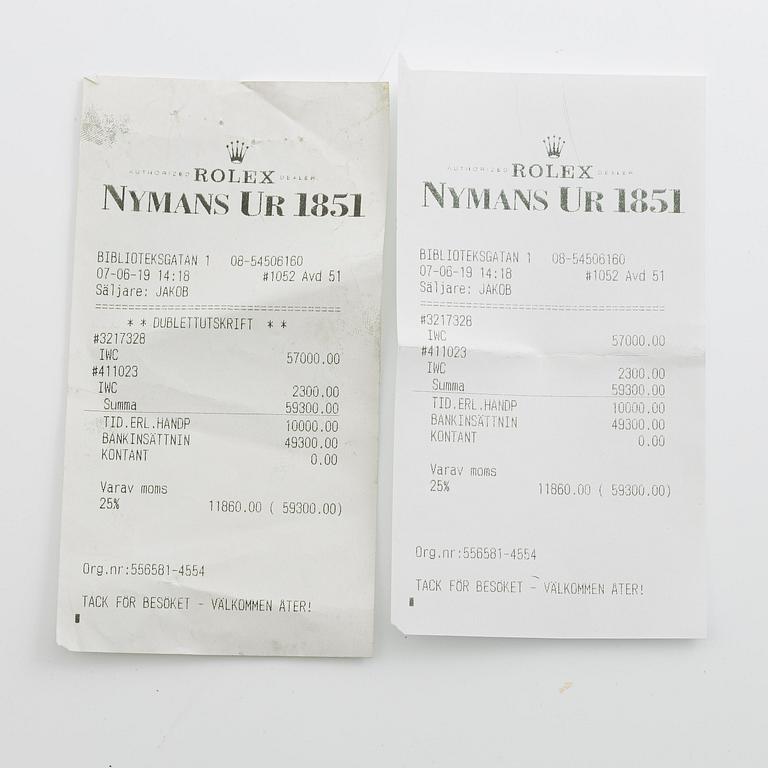 AUTHORIZED ROLEX DEALER
NYMANS UR 1851
BIBLIOTEKSGATAN 1 08-54506160
07-06-19 14:18 #1052 Avd 51
Säljare: JAKOB
* * DUBLETTUTSKRIFT * *
#3217328
IWC 57000.00
#411023
IWC 2300.00
Summa 59300.00
TID.ERL.HANDP 10000.00
BANKINSÄTTNIN 49300.00
KONTANT 0.00
Varav moms
25% 11860.00 ( 59300.00)
Org.nr:556581-4554
TACK FÖR BESÖKET - VÄLKOMMEN ÅTER!
AUTHORIZED ROLEX DEALER
NYMANS UR 1851
BIBLIOTEKSGATAN 1 08-54506160
07-06-19 14:18 #1052 Avd 51
Säljare: JAKOB
#3217328
IWC 57000.00
#411023
IWC 2300.00
Summa 59300.00
TID.ERL.HANDP 10000.00
BANKINSÄTTNIN 49300.00
KONTANT 0.00
Varav moms
25% 11860.00 ( 59300.00)
Org.nr:556581-4554
TACK FÖR BESÖKET - VÄLKOMMEN ÅTER!